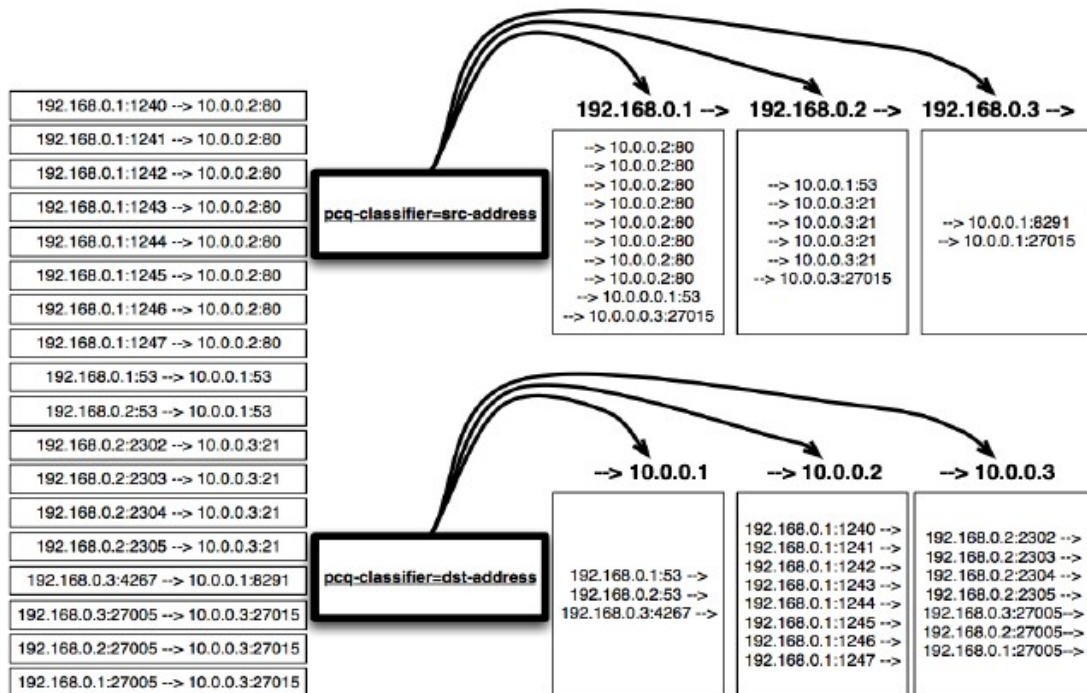 192.168.0.1:1240 --> 10.0.0.2:80
192.168.0.1:1241 --> 10.0.0.2:80
192.168.0.1:1242 --> 10.0.0.2:80
192.168.0.1:1243 --> 10.0.0.2:80
192.168.0.1:1244 --> 10.0.0.2:80
192.168.0.1:1245 --> 10.0.0.2:80
192.168.0.1:1246 --> 10.0.0.2:80
192.168.0.1:1247 --> 10.0.0.2:80
192.168.0.1:53 --> 10.0.0.1:53
192.168.0.2:53 --> 10.0.0.1:53
192.168.0.2:2302 --> 10.0.0.3:21
192.168.0.2:2303 --> 10.0.0.3:21
192.168.0.2:2304 --> 10.0.0.3:21
192.168.0.2:2305 --> 10.0.0.3:21
192.168.0.3:4267 --> 10.0.0.1:8291
192.168.0.3:27005 --> 10.0.0.3:27015
192.168.0.2:27005 --> 10.0.0.3:27015
192.168.0.1:27005 --> 10.0.0.3:27015
pcq-classifier=src-address
192.168.0.1 -->
--> 10.0.0.2:80
--> 10.0.0.2:80
--> 10.0.0.2:80
--> 10.0.0.2:80
--> 10.0.0.2:80
--> 10.0.0.2:80
--> 10.0.0.2:80
--> 10.0.0.2:80
--> 10.0.0.0.1:53
--> 10.0.0.0.3:27015
192.168.0.2 -->
--> 10.0.0.1:53
--> 10.0.0.3:21
--> 10.0.0.3:21
--> 10.0.0.3:21
--> 10.0.0.3:21
--> 10.0.0.3:27015
192.168.0.3 -->
--> 10.0.0.1:8291
--> 10.0.0.1:27015
pcq-classifier=dst-address
--> 10.0.0.1
192.168.0.1:53 -->
192.168.0.2:53 -->
192.168.0.3:4267 -->
--> 10.0.0.2
192.168.0.1:1240 -->
192.168.0.1:1241 -->
192.168.0.1:1242 -->
192.168.0.1:1243 -->
192.168.0.1:1244 -->
192.168.0.1:1245 -->
192.168.0.1:1246 -->
192.168.0.1:1247 -->
--> 10.0.0.3
192.168.0.2:2302 -->
192.168.0.2:2303 -->
192.168.0.2:2304 -->
192.168.0.2:2305 -->
192.168.0.3:27005-->
192.168.0.2:27005-->
192.168.0.1:27005-->